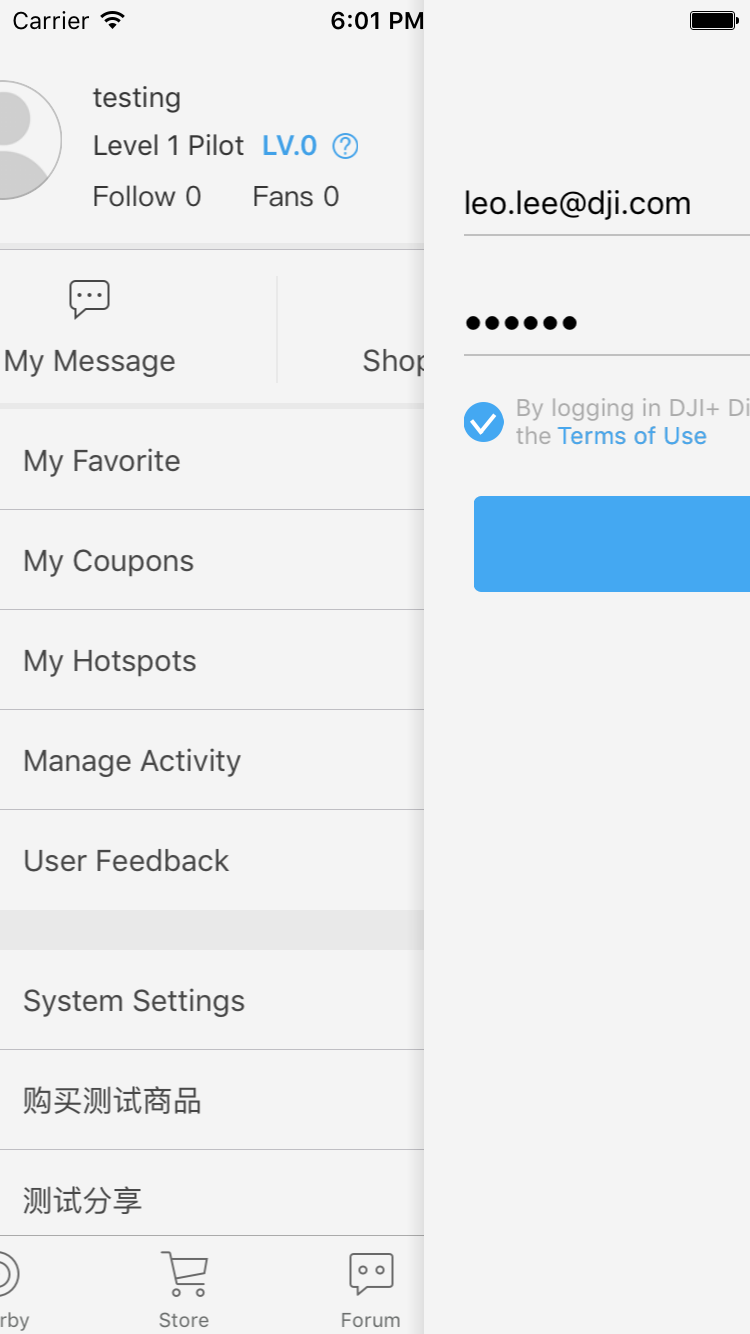 Carrier 6:01 PM
testing
Level 1 Pilot LV.0 ?
Follow 0 Fans 0
My Message Shop
My Favorite
My Coupons
My Hotspots
Manage Activity
User Feedback
System Settings
购买测试商品
测试分享
rby Store Forum
leo.lee@dji.com
••••••
By logging in DJI+ Di
the Terms of Use